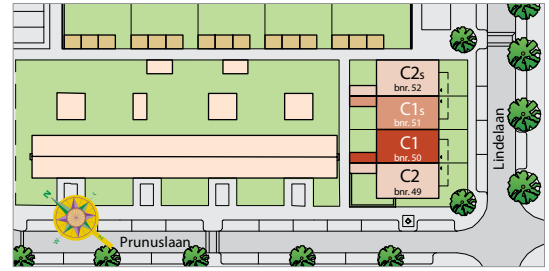 C2s
bnr. 52
C1s
bnr. 51
C1
bnr. 50
C2
bnr. 49
Lindelaan
Prunuslaan
N
W